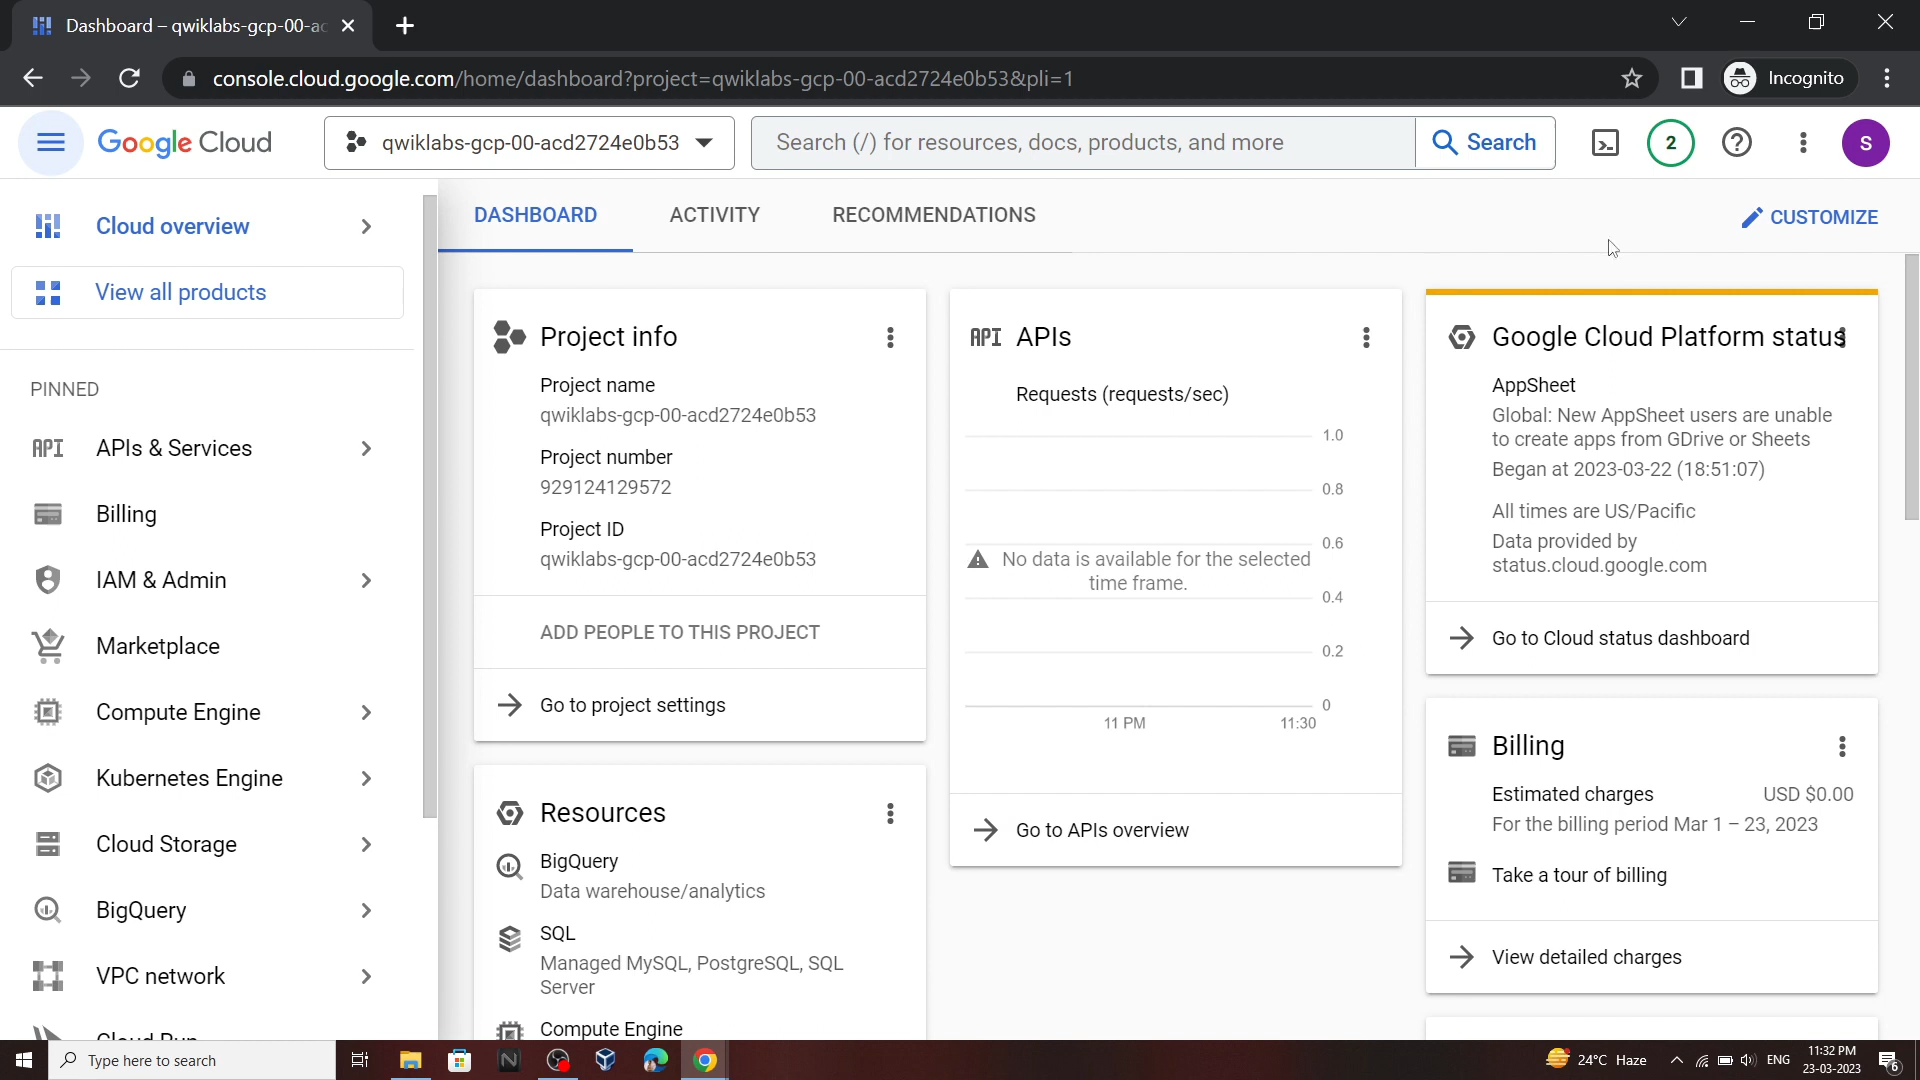 Dashboard – qwiklabs-gcp-00-ac
console.cloud.google.com/home/dashboard?project=qwiklabs-gcp-00-acd2724e0b53&pli=1
Incognito
Google Cloud
qwiklabs-gcp-00-acd2724e0b53
Search (/) for resources, docs, products, and more
Search
2
S
Cloud overview
View all products
PINNED
API
APIs & Services
Billing
IAM & Admin
Marketplace
Compute Engine
Kubernetes Engine
Cloud Storage
BigQuery
VPC network
Cloud Run
DASHBOARD
ACTIVITY
RECOMMENDATIONS
CUSTOMIZE
Project info
Project name
qwiklabs-gcp-00-acd2724e0b53
Project number
929124129572
Project ID
qwiklabs-gcp-00-acd2724e0b53
ADD PEOPLE TO THIS PROJECT
Go to project settings
Resources
BigQuery
Data warehouse/analytics
SQL
Managed MySQL, PostgreSQL, SQL
Server
Compute Engine
API APIs
Requests (requests/sec)
1.0
0.8
0.6
No data is available for the selected
time frame.
0.4
0.2
0
11 PM
11:30
Go to APIs overview
Google Cloud Platform status
AppSheet
Global: New AppSheet users are unable
to create apps from GDrive or Sheets
Began at 2023-03-22 (18:51:07)
All times are US/Pacific
Data provided by
status.cloud.google.com
Go to Cloud status dashboard
Billing
Estimated charges
USD $0.00
For the billing period Mar 1 – 23, 2023
Take a tour of billing
View detailed charges
Type here to search
24°C Haze
ENG
11:32 PM
23-03-2023
6